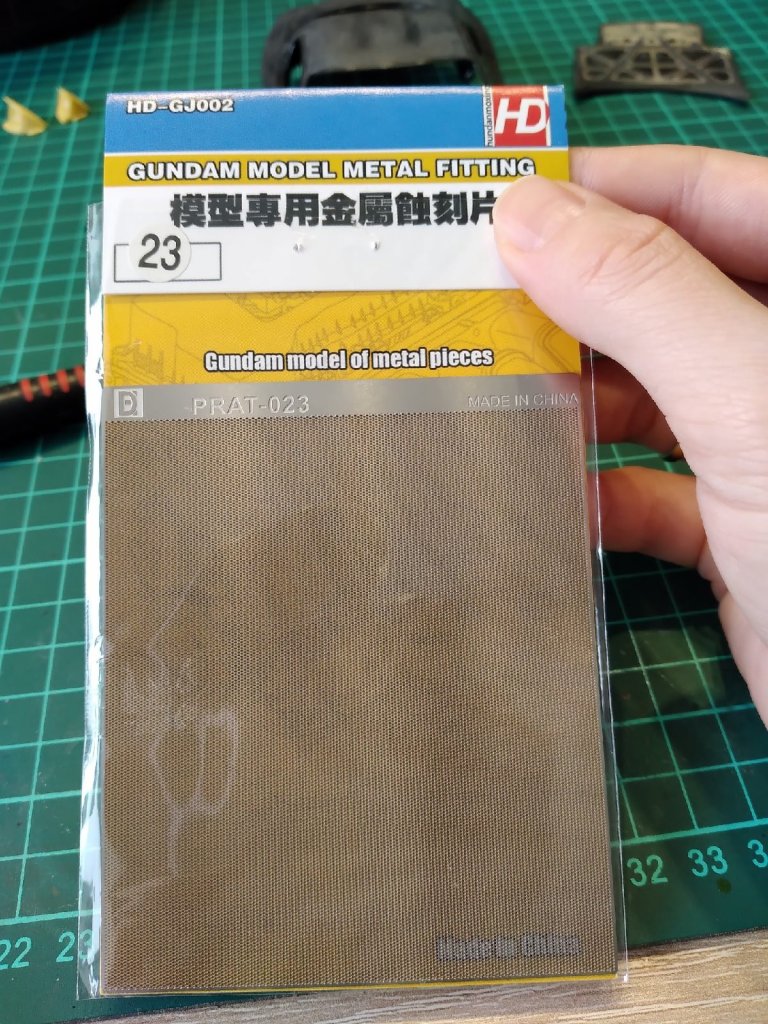 HD-GJ002
HD
GUNDAM MODEL METAL FITTING
模型專用金屬蝕刻片
23
Gundam model of metal pieces
D
PRAT-023
MADE IN CHINA
Made in China
32 33
22